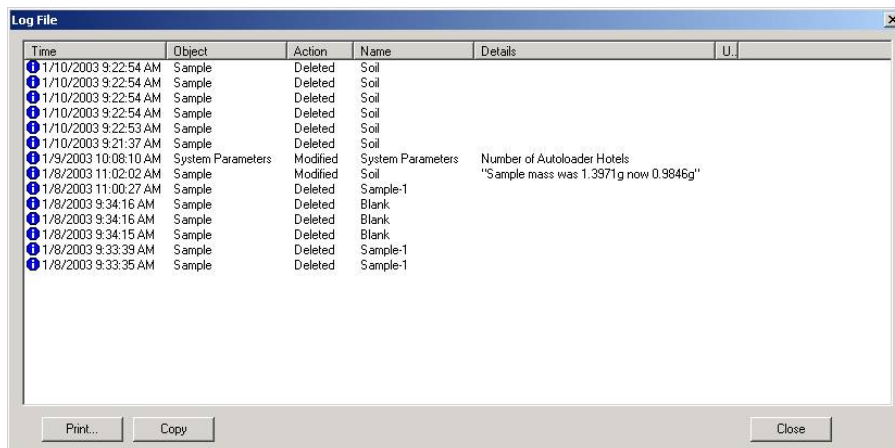 Log File
Time Object Action Name Details U..
1/10/2003 9:22:54 AM Sample Deleted Soil
1/10/2003 9:22:54 AM Sample Deleted Soil
1/10/2003 9:22:54 AM Sample Deleted Soil
1/10/2003 9:22:54 AM Sample Deleted Soil
1/10/2003 9:22:53 AM Sample Deleted Soil
1/10/2003 9:21:37 AM Sample Deleted Soil
1/9/2003 10:08:10 AM System Parameters Modified System Parameters Number of Autoloader Hotels
1/8/2003 11:02:02 AM Sample Modified Soil "Sample mass was 1.3971g now 0.9846g"
1/8/2003 11:00:27 AM Sample Deleted Sample-1
1/8/2003 9:34:16 AM Sample Deleted Blank
1/8/2003 9:34:16 AM Sample Deleted Blank
1/8/2003 9:34:15 AM Sample Deleted Blank
1/8/2003 9:33:39 AM Sample Deleted Sample-1
1/8/2003 9:33:35 AM Sample Deleted Sample-1
Print... Copy Close